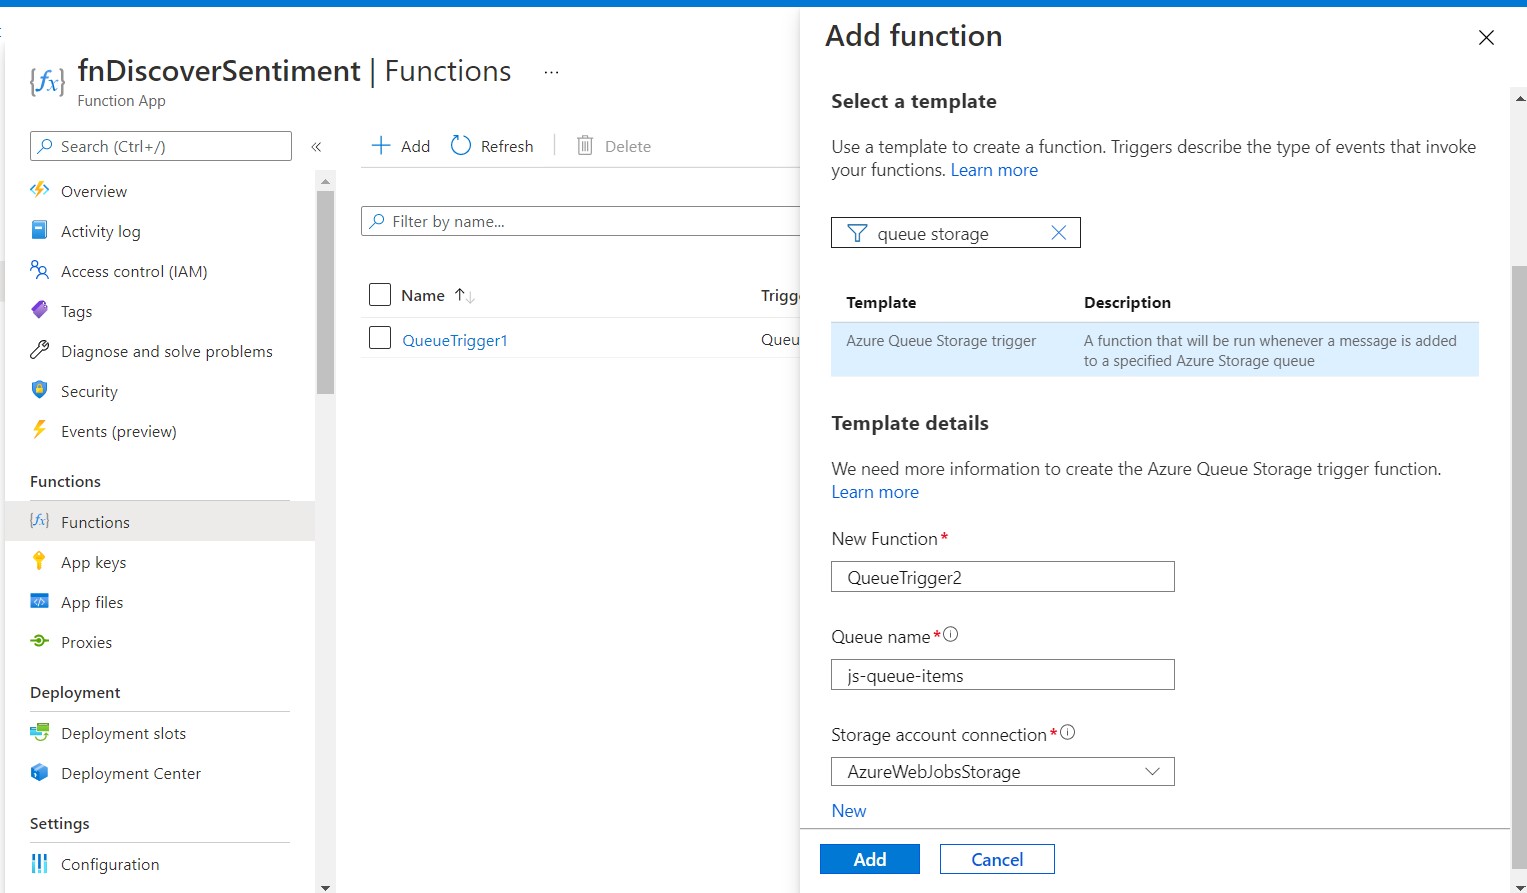 fnDiscoverSentiment | Functions ...
Function App
Search (Ctrl+/)
«
Overview
Activity log
Access control (IAM)
Tags
Diagnose and solve problems
Security
Events (preview)
Functions
Functions
App keys
App files
Proxies
Deployment
Deployment slots
Deployment Center
Settings
Configuration
Add
Refresh
Delete
Filter by name...
Name ↑↓
Trigg
QueueTrigger1
Queu
Add function
Select a template
Use a template to create a function. Triggers describe the type of events that invoke
your functions. Learn more
queue storage
Template
Description
Azure Queue Storage trigger
A function that will be run whenever a message is added
to a specified Azure Storage queue
Template details
We need more information to create the Azure Queue Storage trigger function.
Learn more
New Function*
QueueTrigger2
Queue name*
js-queue-items
Storage account connection*
AzureWebJobsStorage
New
Add
Cancel